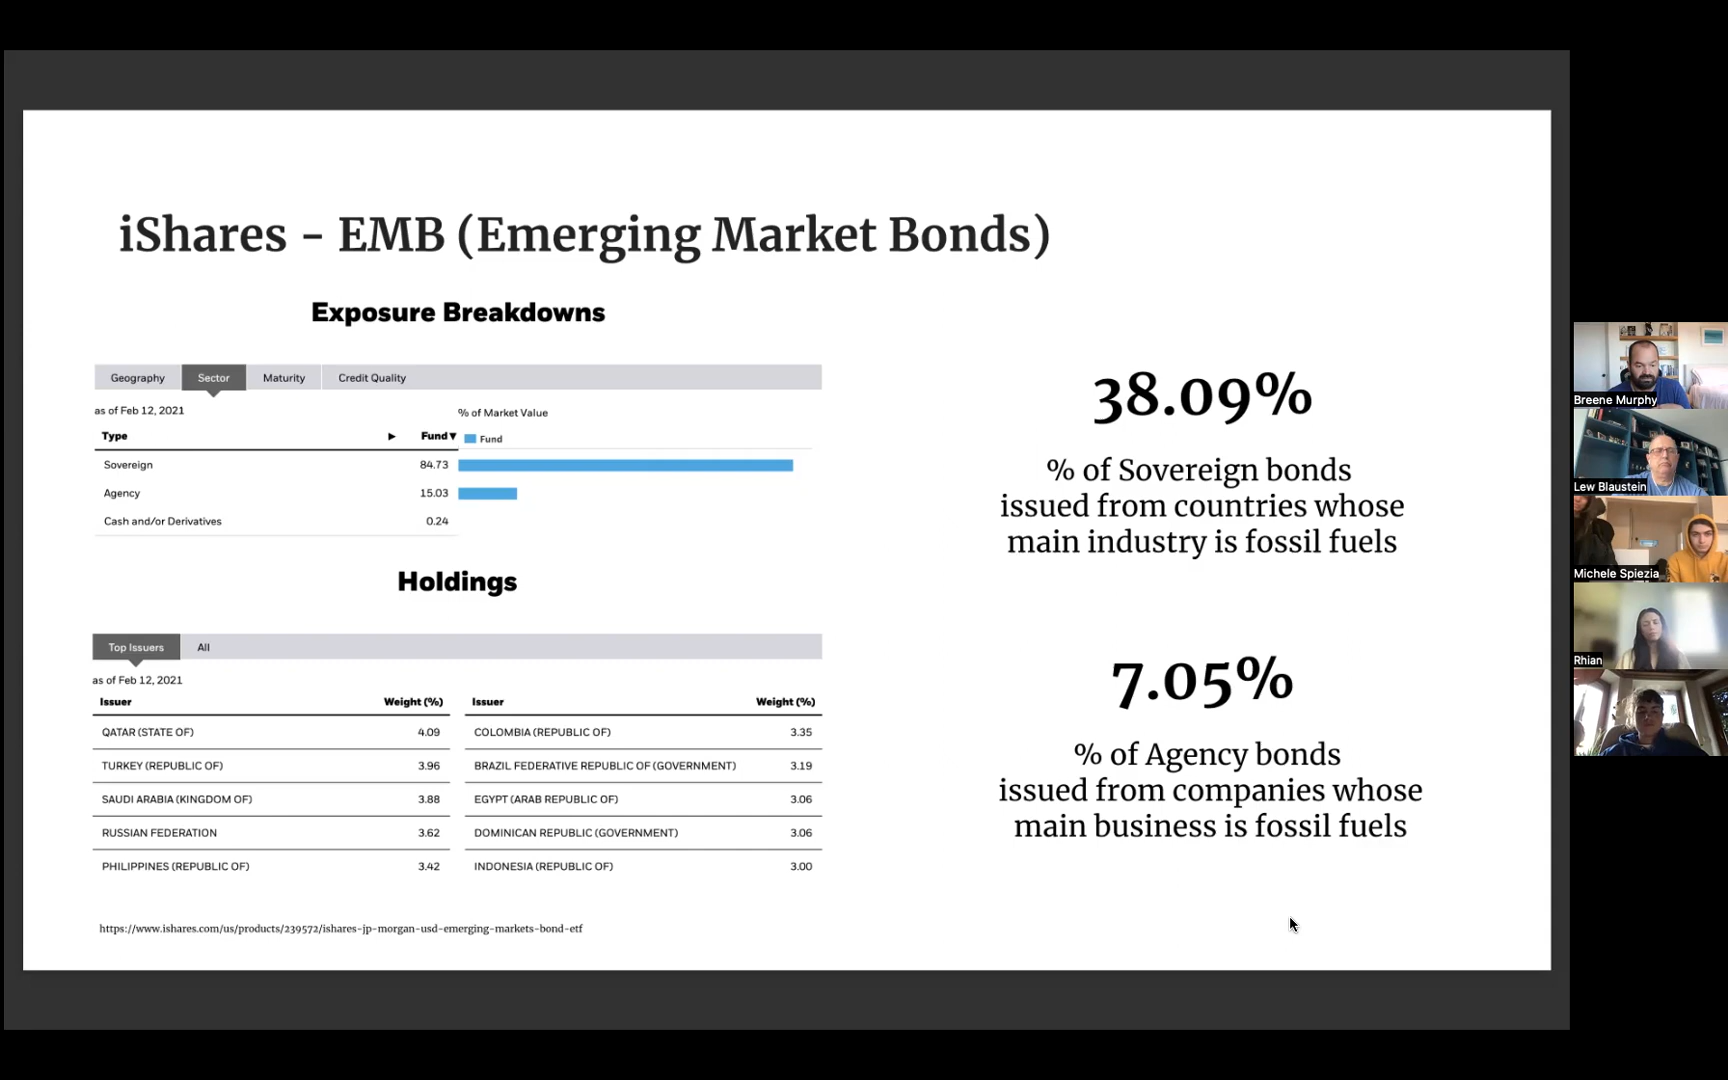 iShares - EMB (Emerging Market Bonds)
Exposure Breakdowns
Geography Sector Maturity Credit Quality
as of Feb 12, 2021 % of Market Value
Type ▶ Fund▼ Fund
Sovereign 84.73
Agency 15.03
Cash and/or Derivatives 0.24
Holdings
Top Issuers All
as of Feb 12, 2021
Issuer Weight (%) Issuer Weight (%)
QATAR (STATE OF) 4.09 COLOMBIA (REPUBLIC OF) 3.35
TURKEY (REPUBLIC OF) 3.96 BRAZIL FEDERATIVE REPUBLIC OF (GOVERNMENT) 3.19
SAUDI ARABIA (KINGDOM OF) 3.88 EGYPT (ARAB REPUBLIC OF) 3.06
RUSSIAN FEDERATION 3.62 DOMINICAN REPUBLIC (GOVERNMENT) 3.06
PHILIPPINES (REPUBLIC OF) 3.42 INDONESIA (REPUBLIC OF) 3.00
https://www.ishares.com/us/products/239572/ishares-jp-morgan-usd-emerging-markets-bond-etf
38.09%
% of Sovereign bonds
issued from countries whose
main industry is fossil fuels
7.05%
% of Agency bonds
issued from companies whose
main business is fossil fuels
Breene Murphy
Lew Blaustein
Michele Spiezia
Rhian